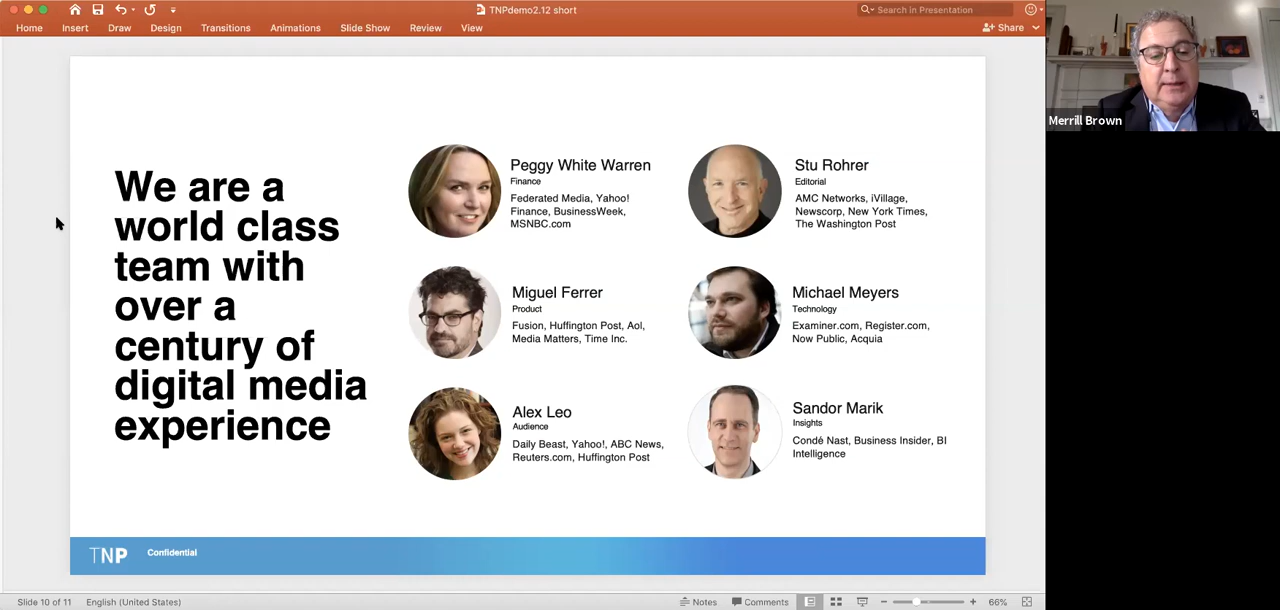 TNPdemo2.12 short
Search in Presentation
Home Insert Draw Design Transitions Animations Slide Show Review View
Share
Merrill Brown
We are a
world class
team with
over a
century of
digital media
experience
Peggy White Warren
Finance
Federated Media, Yahoo!
Finance, BusinessWeek,
MSNBC.com
Stu Rohrer
Editorial
AMC Networks, iVillage,
Newscorp, New York Times,
The Washington Post
Miguel Ferrer
Product
Fusion, Huffington Post, Aol,
Media Matters, Time Inc.
Michael Meyers
Technology
Examiner.com, Register.com,
Now Public, Acquia
Alex Leo
Audience
Daily Beast, Yahoo!, ABC News,
Reuters.com, Huffington Post
Sandor Marik
Insights
Condé Nast, Business Insider, BI
Intelligence
TNP Confidential
Slide 10 of 11 English (United States) Notes Comments 66%